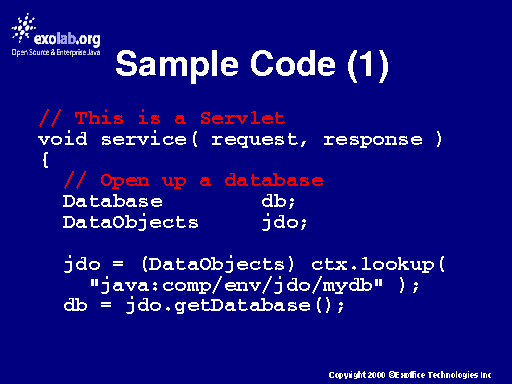 exolab.org
Open Source & Enterprise Java
Sample Code (1)
// This is a Servlet
void service( request, response )
{
// Open up a database
Database db;
DataObjects jdo;
jdo = (DataObjects) ctx.lookup(
"java:comp/env/jdo/mydb" );
db = jdo.getDatabase();
Copyright 2000 ©Exoffice Technologies Inc